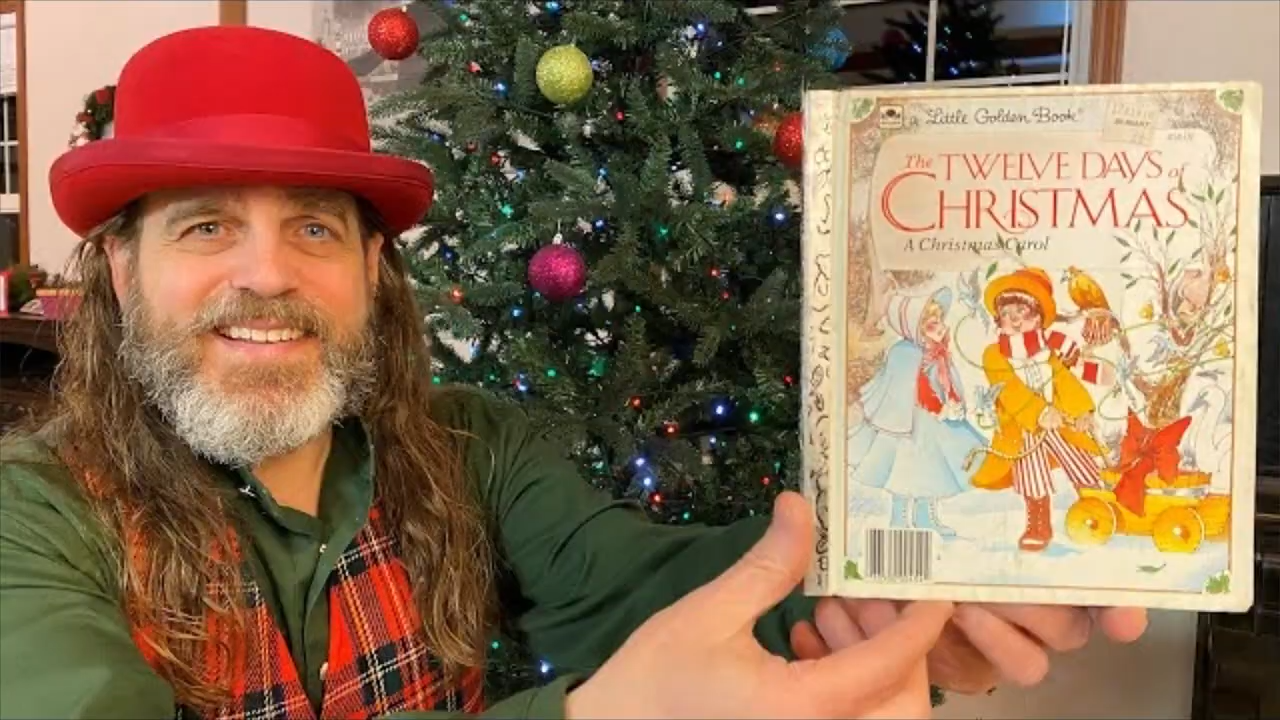 a Little Golden Book®
The TWELVE DAYS of
CHRISTMAS
A Christmas Carol